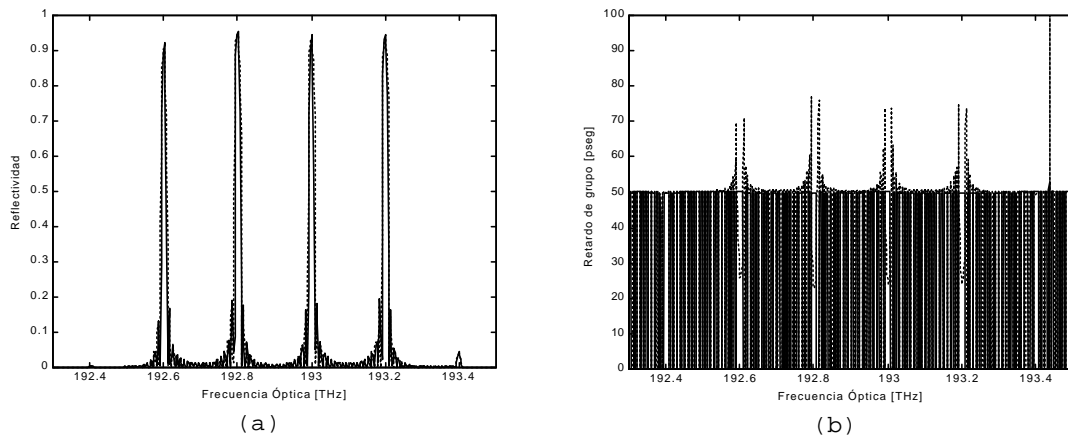 1
0.9
0.8
0.7
0.6
0.5
0.4
0.3
0.2
0.1
0
Reflectividad
192.4 192.6 192.8 193 193.2 193.4
Frecuencia Óptica [THz]
(a)
100
90
80
70
60
50
40
30
20
10
0
Retardo de grupo [pseg]
192.4 192.6 192.8 193 193.2 193.4
Frecuencia Óptica [THz]
(b)